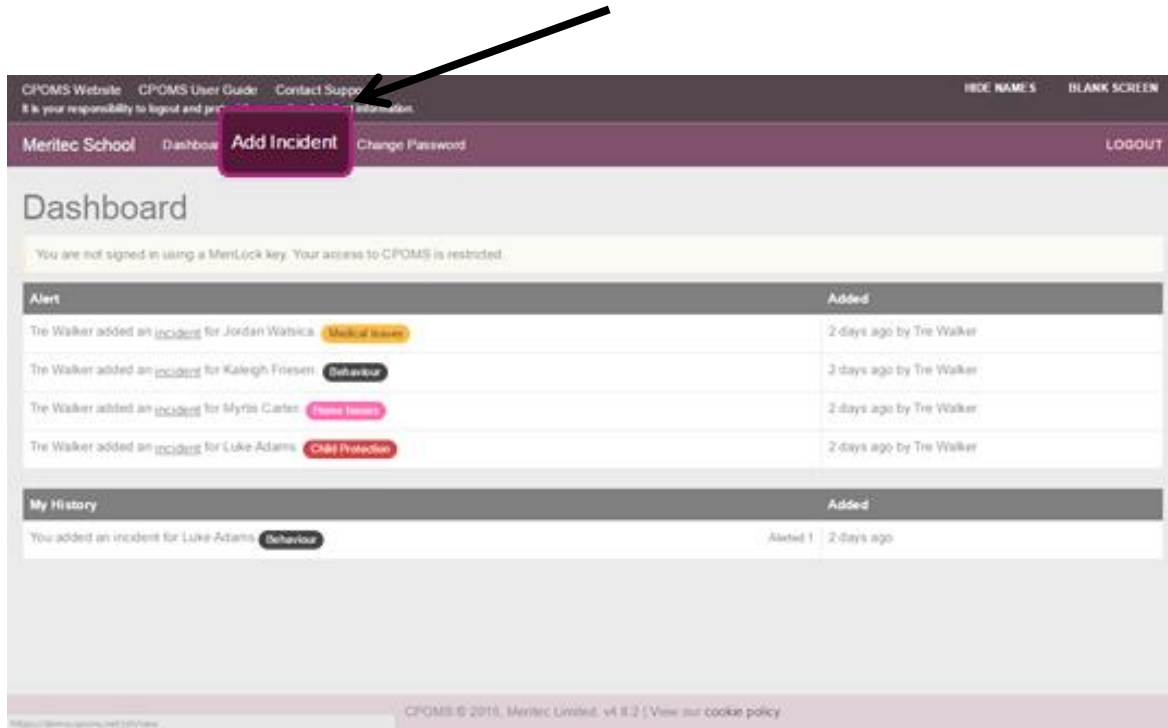 CPOMS Website CPOMS User Guide Contact HIDE NAMES BLANK SCREEN
It is your responsibility to logout and information.
Meritec School Add Incident Change Password LOGOUT
Dashboard
You are not signed in using a MeriLock key. Your access to CPOMS is restricted.
Alert Added
Tre Walker added an incident for Jordan Watsica. Medical Issues 2 days ago by Tre Walker
Tre Walker added an incident for Kaleigh Friesen. Behaviour days ago by Tre Walker
Tre Walker added an incident for Myrtis Carter. Home Issues 2 days ago by Tre Walker
Tre Walker added an incident for Luke Adams. Child Protection 2 days ago by Tre Walker
My History Added
You added an incident for Luke Adams Behaviour Alerted 1 2 days ago
CPOMS © Meritec Limited. v4.8.2 | View our cookie policy